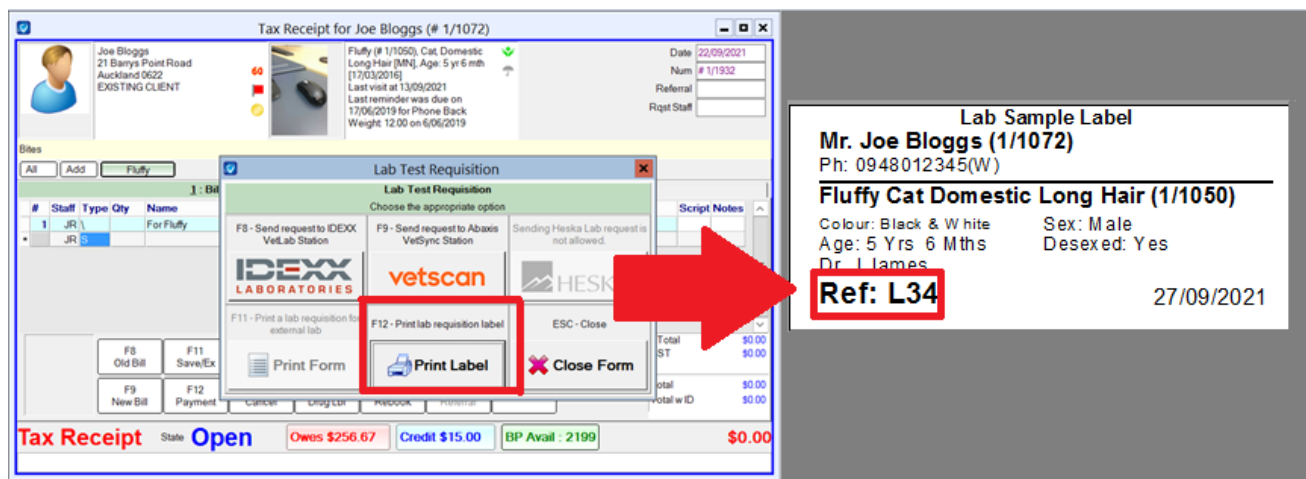 Tax Receipt for Joe Bloggs (# 1/1072)
Joe Bloggs
21 Barrys Point Road
Auckland 0622
EXISTING CLIENT
60
Fluffy (# 1/1050), Cat, Domestic
Long Hair [MN], Age: 5 yr 6 mth
[17/03/2016]
Last visit at 13/09/2021
Last reminder was due on
17/06/2019 for Phone Back
Weight 12.00 on 6/06/2019
Date 22/09/2021
Num # 1/1932
Referral
Rqst Staff
Bites
All Add Fluffy
1 : Bil
# Staff Type Qty Name Script Notes
1 JR \ For Fluffy
* JR S
Lab Test Requisition
Lab Test Requisition
Choose the appropriate option
F8 - Send request to IDEXX
VetLab Station
IDEXX
LABORATORIES
F9 - Send request to Abaxis
VetSync Station
vetscan
Sending Heska Lab request is
not allowed.
HESK
F11 - Print a lab requisition for
external lab
Print Form
F12 - Print lab requisition label
Print Label
ESC - Close
Close Form
F8
Old Bill
F11
Save/Ex
F9
New Bill
F12
Payment
Cancel
Drug Lbl
Rebook
Referral
Total $0.00
ST $0.00
otal $0.00
otal w ID $0.00
Tax Receipt State Open Owes $256.67 Credit $15.00 BP Avail : 2199 $0.00
Lab Sample Label
Mr. Joe Bloggs (1/1072)
Ph: 0948012345(W)
Fluffy Cat Domestic Long Hair (1/1050)
Colour: Black & White Sex: Male
Age: 5 Yrs 6 Mths Desexed: Yes
Dr. J James
Ref: L34 27/09/2021